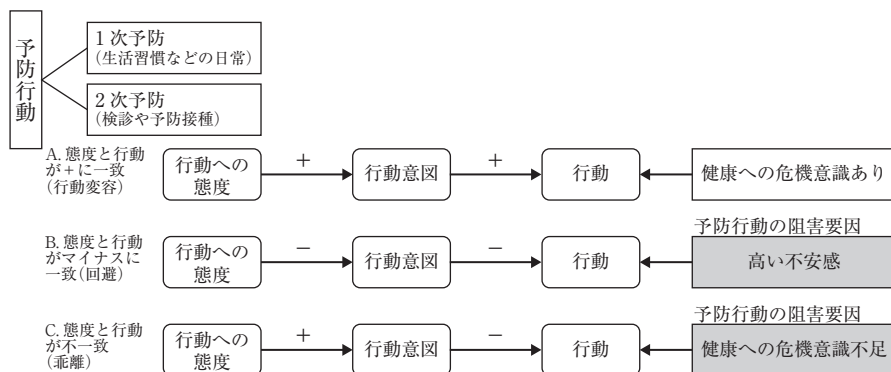 予防行動
1次予防
(生活習慣などの日常)
2次予防
(検診や予防接種)
A. 態度と行動
が+に一致
(行動変容)
行動への
態度
+
行動意図
+
行動
健康への危機意識あり
B. 態度と行動
がマイナスに
一致(回避)
行動への
態度
−
行動意図
−
行動
予防行動の阻害要因
高い不安感
C. 態度と行動
が不一致
(乖離)
行動への
態度
+
行動意図
−
行動
予防行動の阻害要因
健康への危機意識不足